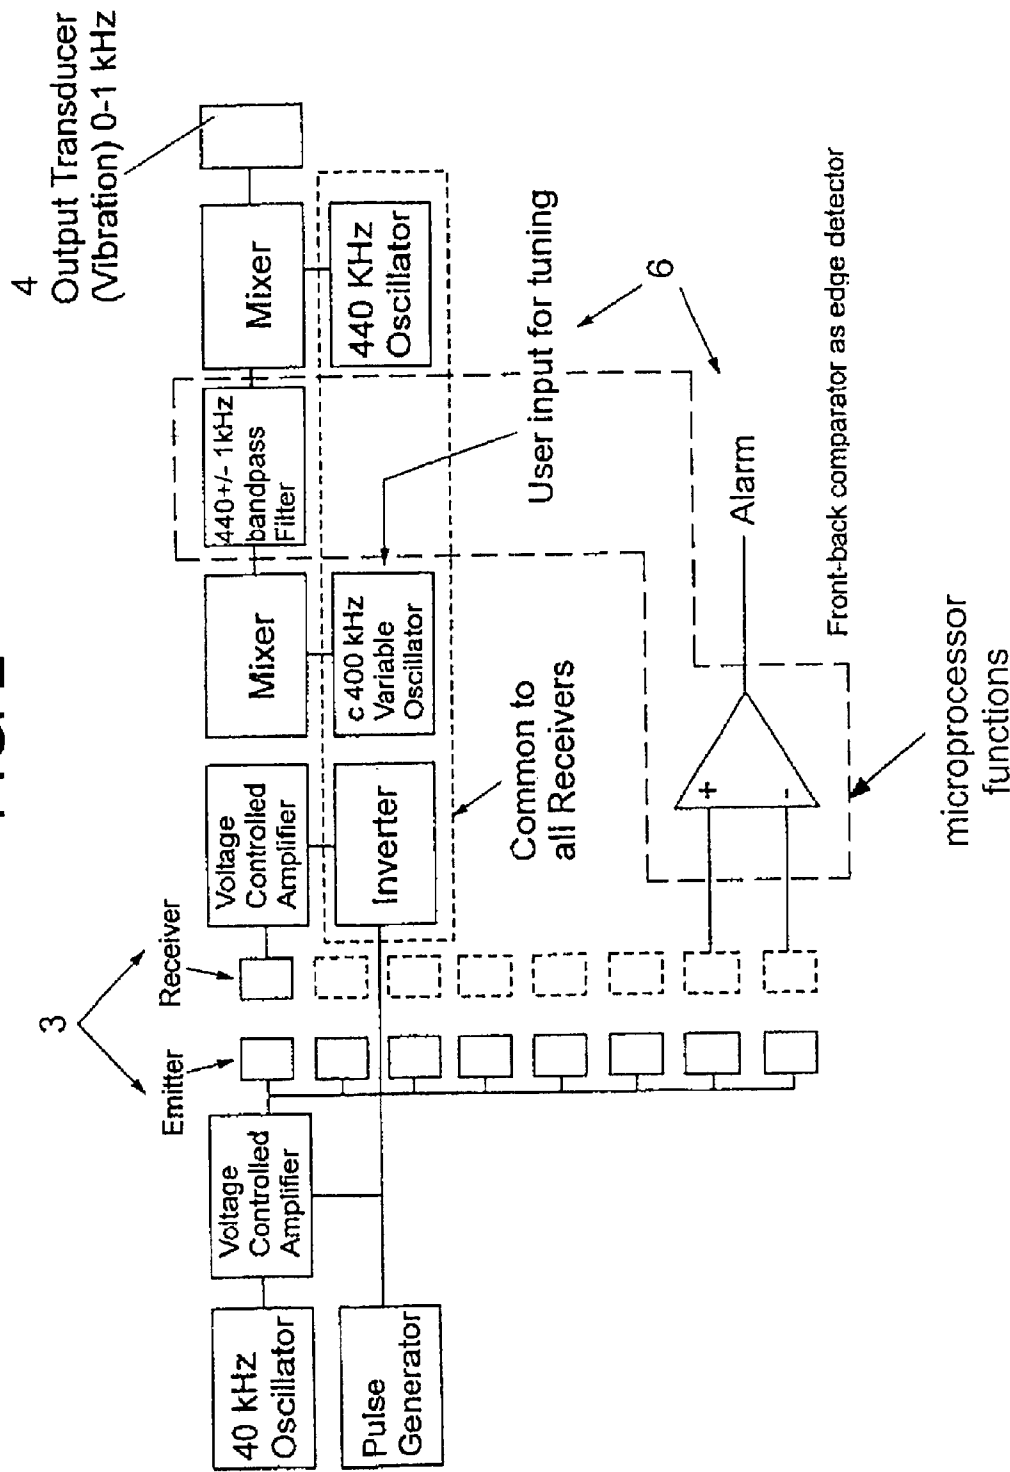 4
Output Transducer
(Vibration) 0-1 kHz
3
Emitter
Receiver
40 kHz
Oscillator
Voltage
Controlled
Amplifier
Voltage
Controlled
Amplifier
Mixer
440+/- 1kHz
bandpass
Filter
Mixer
Pulse
Generator
Inverter
c 400 kHz
Variable
Oscillator
440 KHz
Oscillator
Common to
all Receivers
User input for tuning
6
+
-
Alarm
Front-back comparator as edge detector
microprocessor
functions